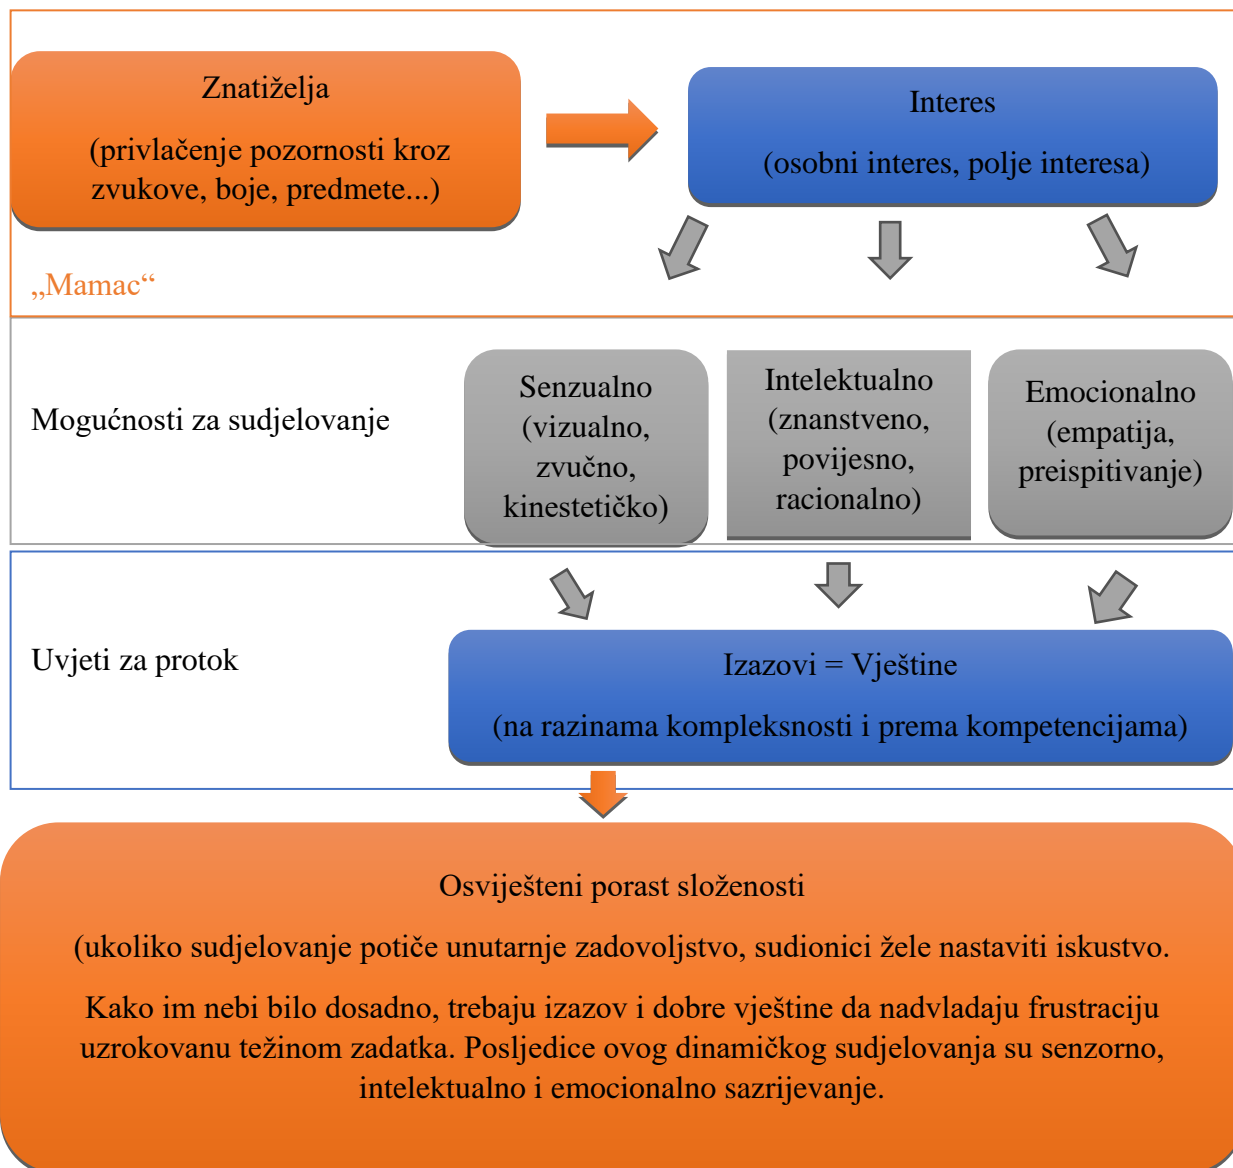 Znatiželja
(privlačenje pozornosti kroz
zvukove, boje, predmete...)
Interes
(osobni interes, polje interesa)
„Mamac“
Mogućnosti za sudjelovanje
Senzualno
(vizualno,
zvučno,
kinestetičko)
Intelektualno
(znanstveno,
povijesno,
racionalno)
Emocionalno
(empatija,
preispitivanje)
Uvjeti za protok
Izazovi = Vještine
(na razinama kompleksnosti i prema kompetencijama)
Osviješteni porast složenosti
(ukoliko sudjelovanje potiče unutarnje zadovoljstvo, sudionici žele nastaviti iskustvo.
Kako im nebi bilo dosadno, trebaju izazov i dobre vještine da nadvladaju frustraciju
uzrokovanu težinom zadatka. Posljedice ovog dinamičkog sudjelovanja su senzorno,
intelektualno i emocionalno sazrijevanje.